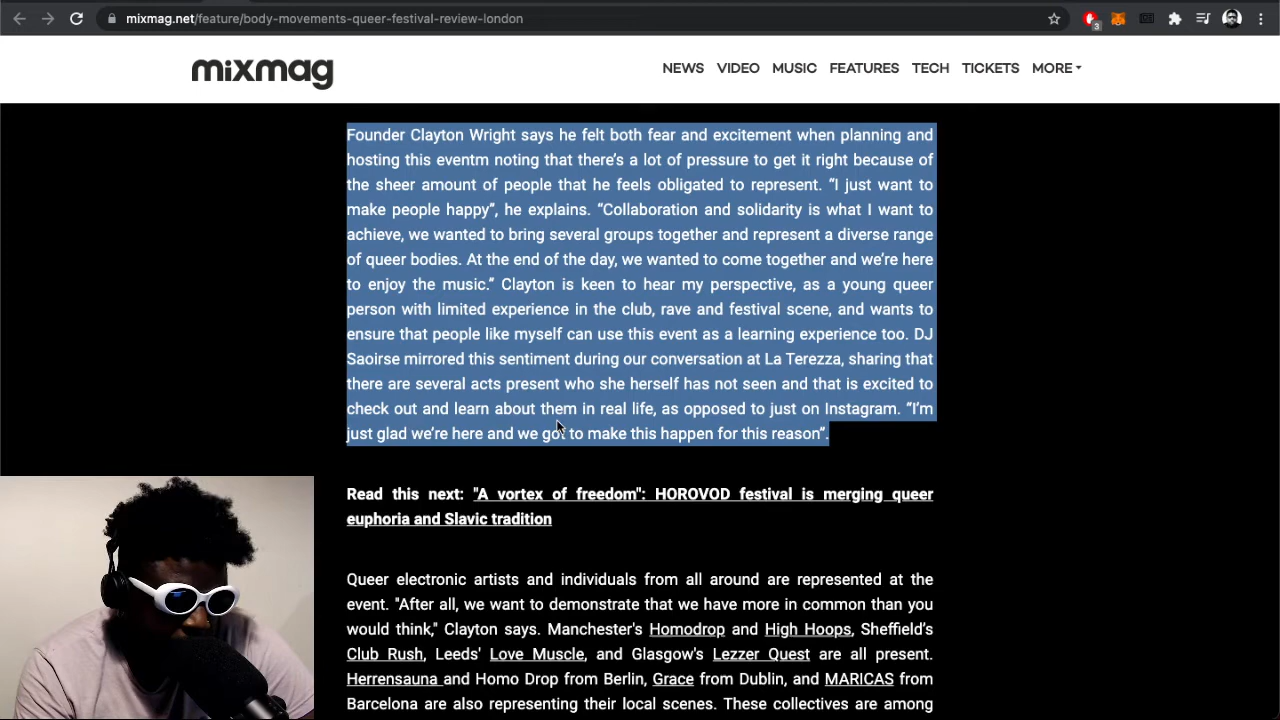 mixmag.net/feature/body-movements-queer-festival-review-london
3
mixmag
NEWS VIDEO MUSIC FEATURES TECH TICKETS MORE
Founder Clayton Wright says he felt both fear and excitement when planning and
hosting this eventm noting that there's a lot of pressure to get it right because of
the sheer amount of people that he feels obligated to represent. “I just want to
make people happy”, he explains. “Collaboration and solidarity is what I want to
achieve, we wanted to bring several groups together and represent a diverse range
of queer bodies. At the end of the day, we wanted to come together and we’re here
to enjoy the music.” Clayton is keen to hear my perspective, as a young queer
person with limited experience in the club, rave and festival scene, and wants to
ensure that people like myself can use this event as a learning experience too. DJ
Saoirse mirrored this sentiment during our conversation at La Terezza, sharing that
there are several acts present who she herself has not seen and that is excited to
check out and learn about them in real life, as opposed to just on Instagram. “I’m
just glad we’re here and we got to make this happen for this reason”.
Read this next: "A vortex of freedom": HOROVOD festival is merging queer
euphoria and Slavic tradition
Queer electronic artists and individuals from all around are represented at the
event. "After all, we want to demonstrate that we have more in common than you
would think," Clayton says. Manchester's Homodrop and High Hoops, Sheffield’s
Club Rush, Leeds' Love Muscle, and Glasgow's Lezzer Quest are all present.
Herrensauna and Homo Drop from Berlin, Grace from Dublin, and MARICAS from
Barcelona are also representing their local scenes. These collectives are among